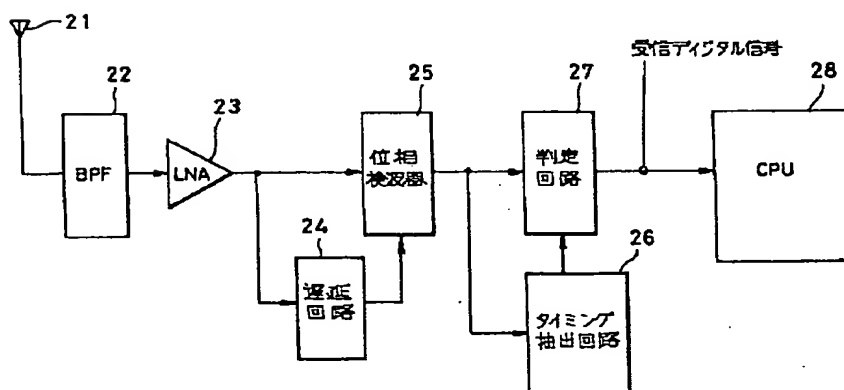 21
22
BPF
23
LNA
24
遅延
回路
25
位相
検波器
27
判定
回路
26
タイミング
抽出回路
受信ディジタル信号
28
CPU